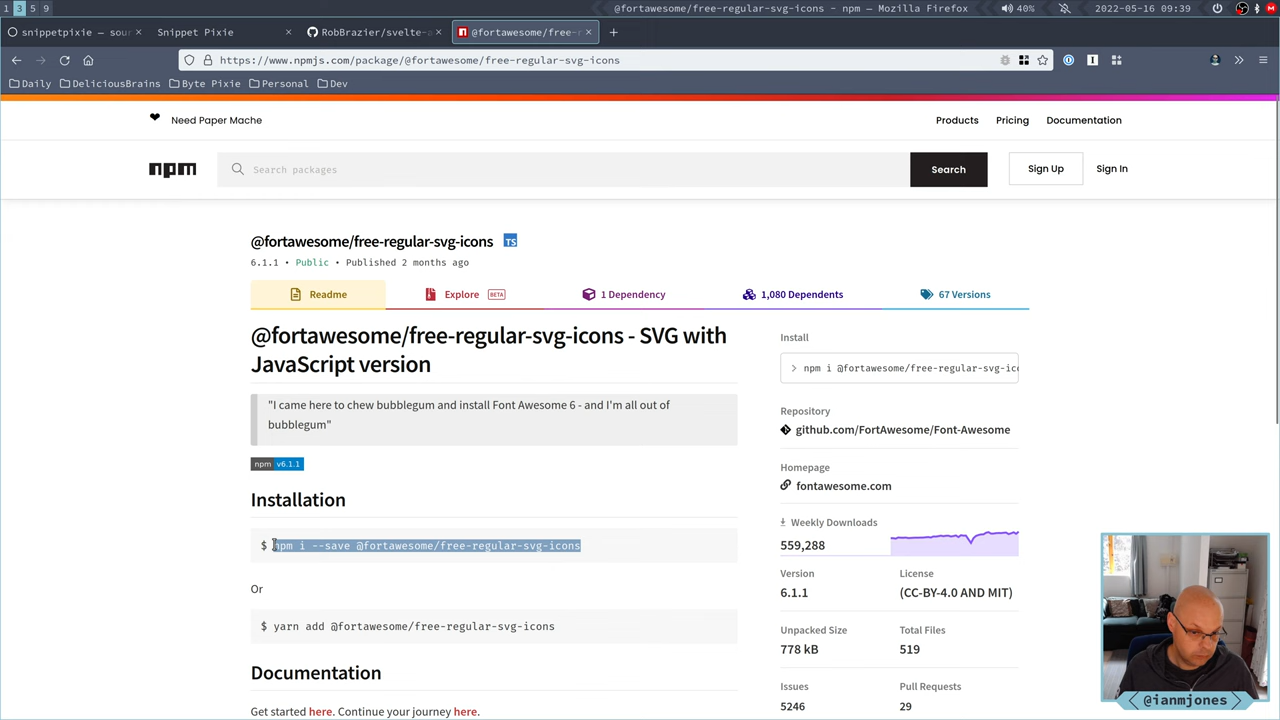 1 3 5 9
@fortawesome/free-regular-svg-icons - npm — Mozilla Firefox
40%
2022-05-16 09:39
snippetpixie — sou
Snippet Pixie
RobBrazier/svelte-a
@fortawesome/free-r
https://www.npmjs.com/package/@fortawesome/free-regular-svg-icons
Daily
DeliciousBrains
Byte Pixie
Personal
Dev
❤ Need Paper Mache
Products
Pricing
Documentation
npm
Search packages
Search
Sign Up
Sign In
@fortawesome/free-regular-svg-icons TS
6.1.1 • Public • Published 2 months ago
Readme
Explore BETA
1 Dependency
1,080 Dependents
67 Versions
@fortawesome/free-regular-svg-icons - SVG with
JavaScript version
"I came here to chew bubblegum and install Font Awesome 6 - and I'm all out of
bubblegum"
npm v6.1.1
Installation
$ npm i --save @fortawesome/free-regular-svg-icons
Or
$ yarn add @fortawesome/free-regular-svg-icons
Documentation
Get started here. Continue your journey here.
Install
npm i @fortawesome/free-regular-svg-ico
Repository
github.com/FortAwesome/Font-Awesome
Homepage
fontawesome.com
Weekly Downloads
559,288
Version
License
6.1.1
(CC-BY-4.0 AND MIT)
Unpacked Size
Total Files
778 kB
519
Issues
Pull Requests
5246
29
@ianmjones